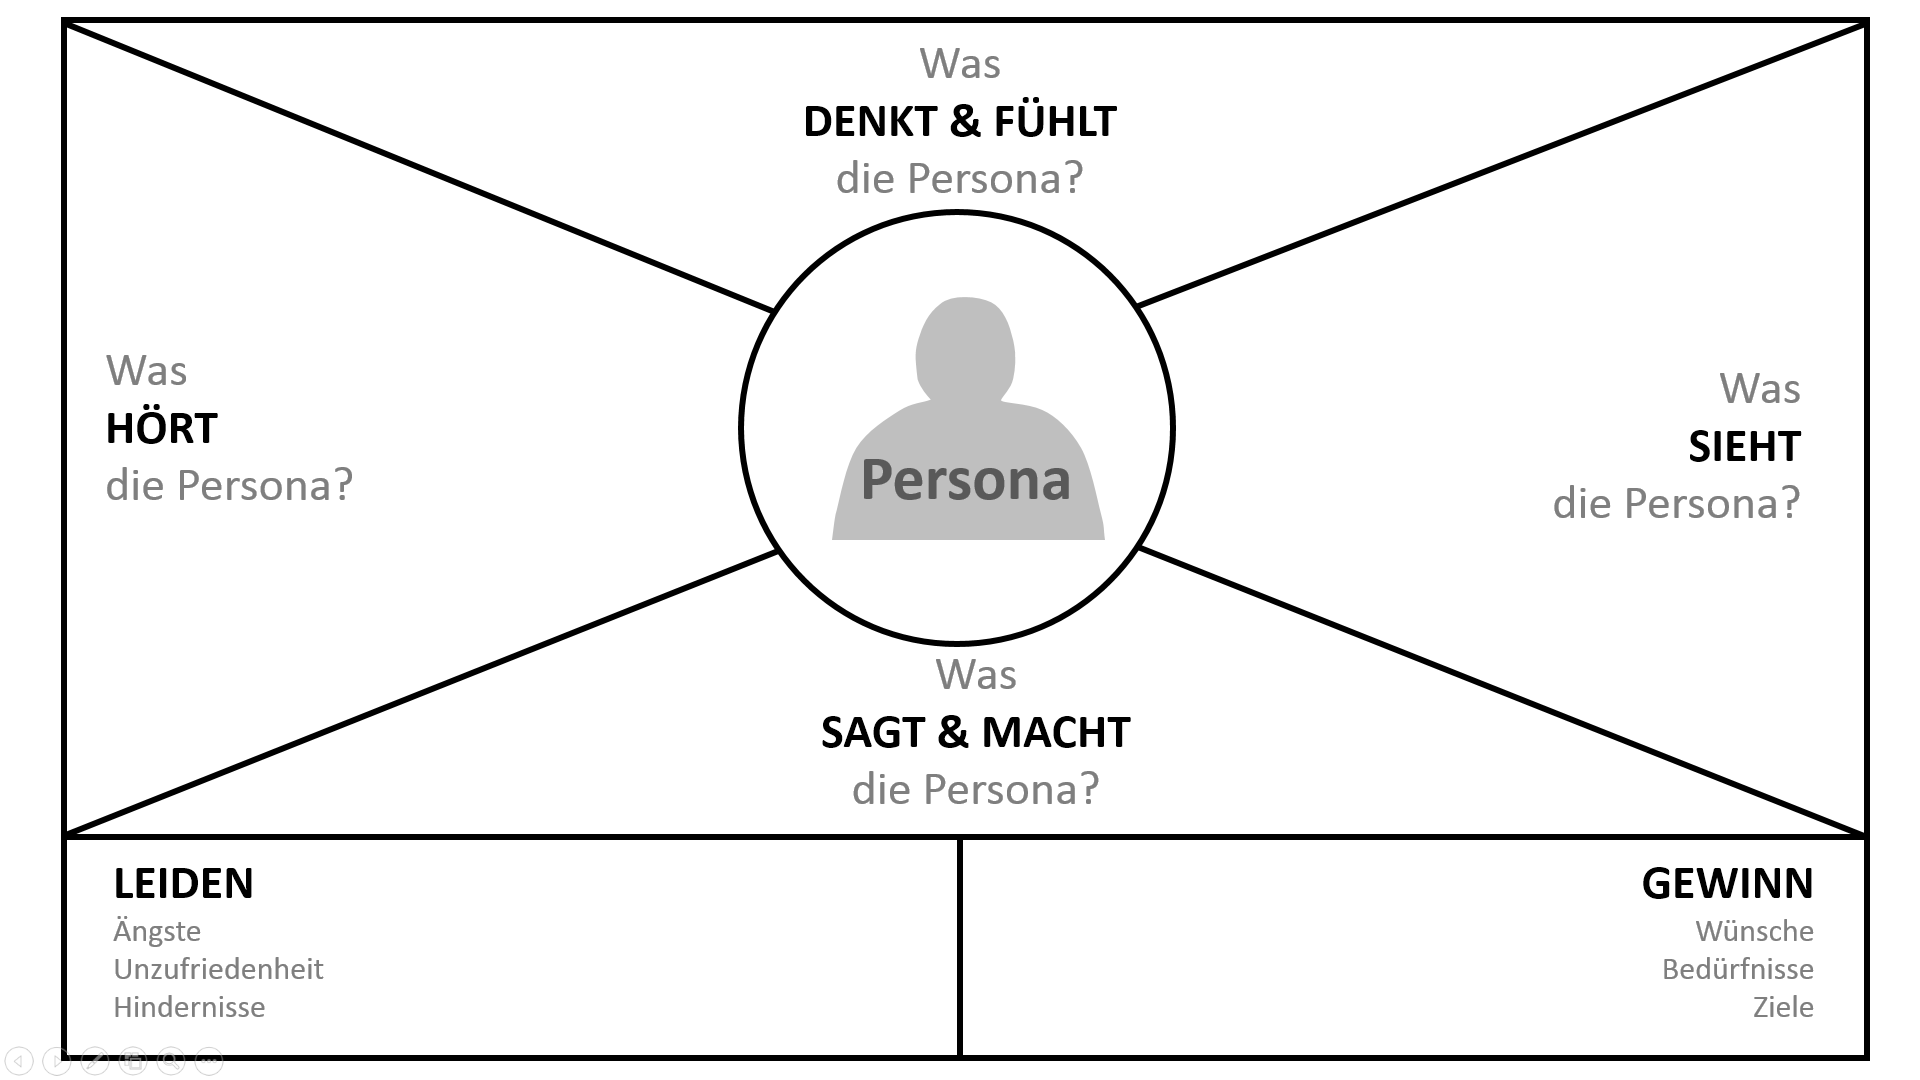 Was
DENKT & FÜHLT
die Persona?
Was
HÖRT
die Persona?
Persona
Was
SIEHT
die Persona?
Was
SAGT & MACHT
die Persona?
LEIDEN
Ängste
Unzufriedenheit
Hindernisse
GEWINN
Wünsche
Bedürfnisse
Ziele